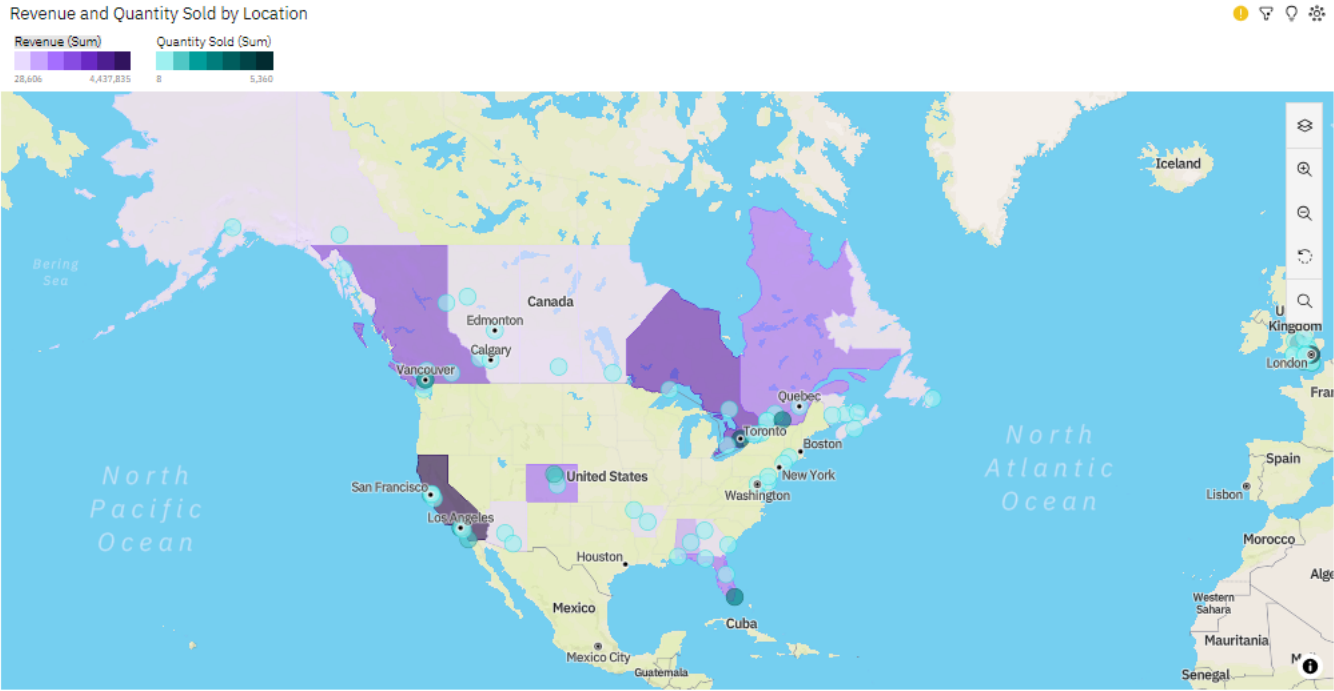 Revenue and Quantity Sold by Location
Revenue (Sum)
Quantity Sold (Sum)
28,606
4,437,835
8
5,360
Iceland
Bering
Sea
Canada
Edmonton
Calgary
Vancouver
U
Kingdom
London
Fran
Quebec
Toronto
Boston
New York
Washington
United States
San Francisco
Los Angeles
North
Pacific
Ocean
North
Atlantic
Ocean
Spain
Lisbon
Morocco
Alge
Houston
Mexico
Western
Sahara
Cuba
Mauritania
M
Mexico City
Guatemala
Senegal